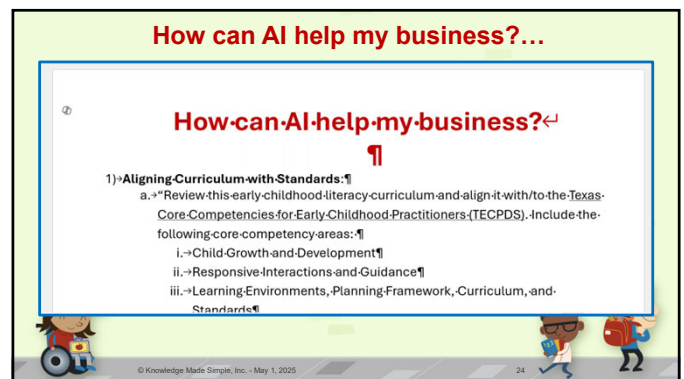 How can AI help my business?...
How·can·AI·help·my·business?↵
¶
1)→Aligning·Curriculum·with·Standards:¶
a.→“Review·this·early·childhood·literacy·curriculum·and·align·it·with/to·the·Texas·
Core·Competencies·for·Early·Childhood·Practitioners·(TECPDS).·Include·the·
following·core·competency·areas:·¶
i.→Child·Growth·and·Development¶
ii.→Responsive·Interactions·and·Guidance¶
iii.→Learning·Environments,·Planning·Framework,·Curriculum,·and·
Standards¶
© Knowledge Made Simple, Inc. - May 1, 2025
24